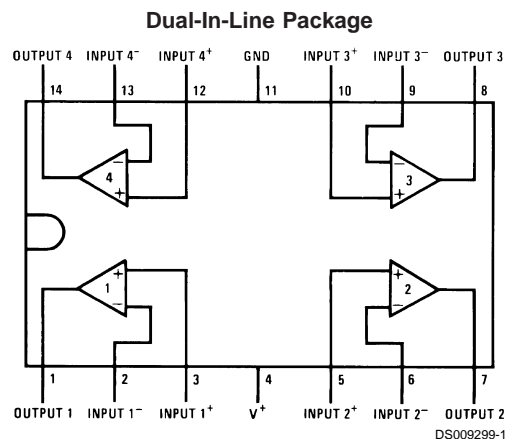 Dual-In-Line Package
OUTPUT 4 INPUT 4⁻ INPUT 4⁺ GND INPUT 3⁺ INPUT 3⁻ OUTPUT 3
14 13 12 11 10 9 8
− −
4 3
+ +
+ +
1 2
− −
1 2 3 4 5 6 7
OUTPUT 1 INPUT 1⁻ INPUT 1⁺ V⁺ INPUT 2⁺ INPUT 2⁻ OUTPUT 2
DS009299-1